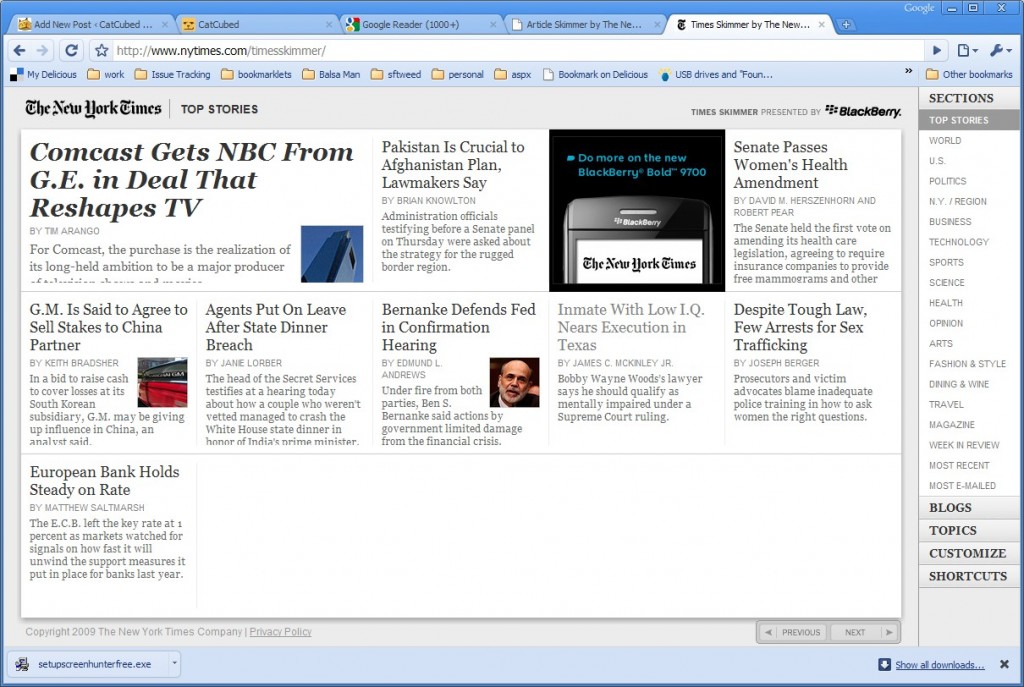 Google
Add New Post ‹ CatCubed ...
CatCubed
Google Reader (1000+)
Article Skimmer by The Ne...
Times Skimmer by The New...
http://www.nytimes.com/timesskimmer/
My Delicious
work
Issue Tracking
bookmarklets
Balsa Man
sftweed
personal
aspx
Bookmark on Delicious
USB drives and "Foun...
»
Other bookmarks
The New York Times
TOP STORIES
TIMES SKIMMER PRESENTED BY BlackBerry.
Comcast Gets NBC From
G.E. in Deal That
Reshapes TV
BY TIM ARANGO
For Comcast, the purchase is the realization of
its long-held ambition to be a major producer
of television shows and movies.
Pakistan Is Crucial to
Afghanistan Plan,
Lawmakers Say
BY BRIAN KNOWLTON
Administration officials
testifying before a Senate panel
on Thursday were asked about
the strategy for the rugged
border region.
Do more on the new
BlackBerry® Bold™ 9700
BlackBerry
The New York Times
Senate Passes
Women's Health
Amendment
BY DAVID M. HERSZENHORN AND
ROBERT PEAR
The Senate held the first vote on
amending its health care
legislation, agreeing to require
insurance companies to provide
free mammograms and other
G.M. Is Said to Agree to
Sell Stakes to China
Partner
BY KEITH BRADSHER
In a bid to raise cash
to cover losses at its
South Korean
subsidiary, G.M. may be giving
up influence in China, an
analyst said.
Agents Put On Leave
After State Dinner
Breach
BY JANIE LORBER
The head of the Secret Services
testifies at a hearing today
about how a couple who weren't
vetted managed to crash the
White House state dinner in
honor of India's prime minister.
Bernanke Defends Fed
in Confirmation
Hearing
BY EDMUND L.
ANDREWS
Under fire from both
parties, Ben S.
Bernanke said actions by
government limited damage
from the financial crisis.
Inmate With Low I.Q.
Nears Execution in
Texas
BY JAMES C. MCKINLEY JR.
Bobby Wayne Woods's lawyer
says he should qualify as
mentally impaired under a
Supreme Court ruling.
Despite Tough Law,
Few Arrests for Sex
Trafficking
BY JOSEPH BERGER
Prosecutors and victim
advocates blame inadequate
police training in how to ask
women the right questions.
European Bank Holds
Steady on Rate
BY MATTHEW SALTMARSH
The E.C.B. left the key rate at 1
percent as markets watched for
signals on how fast it will
unwind the support measures it
put in place for banks last year.
SECTIONS
TOP STORIES
WORLD
U.S.
POLITICS
N.Y. / REGION
BUSINESS
TECHNOLOGY
SPORTS
SCIENCE
HEALTH
OPINION
ARTS
FASHION & STYLE
DINING & WINE
TRAVEL
MAGAZINE
WEEK IN REVIEW
MOST RECENT
MOST E-MAILED
BLOGS
TOPICS
CUSTOMIZE
SHORTCUTS
Copyright 2009 The New York Times Company | Privacy Policy
PREVIOUS
NEXT
setupscreenhunterfree.exe
Show all downloads...